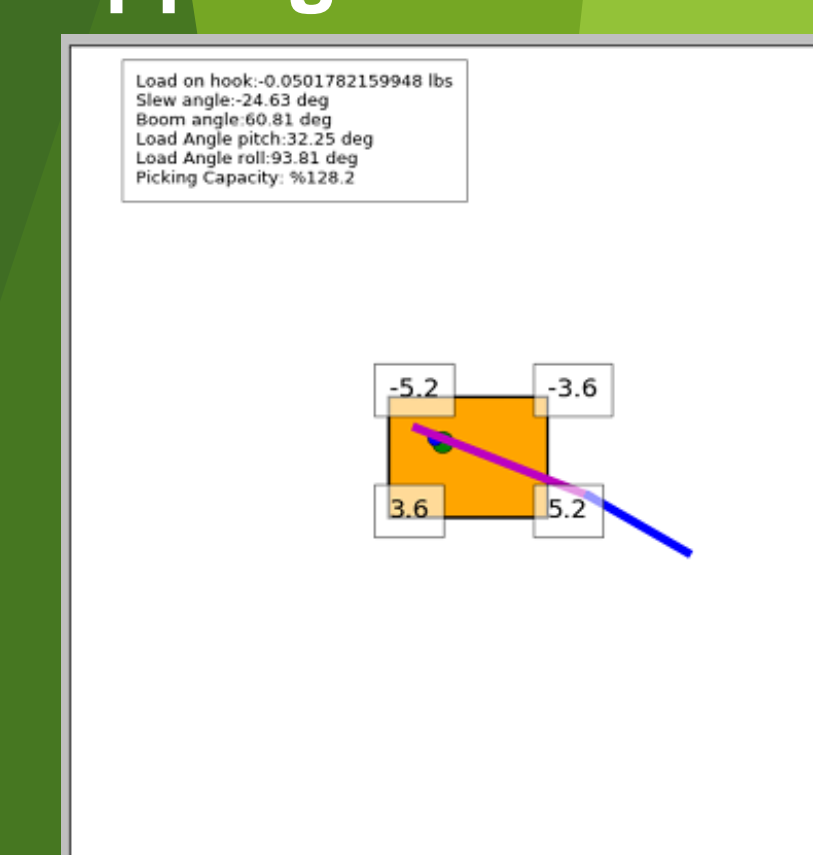 Load on hook:-0.0501782159948 lbs
Slew angle:-24.63 deg
Boom angle:60.81 deg
Load Angle pitch:32.25 deg
Load Angle roll:93.81 deg
Picking Capacity: %128.2
-5.2
-3.6
3.6
5.2